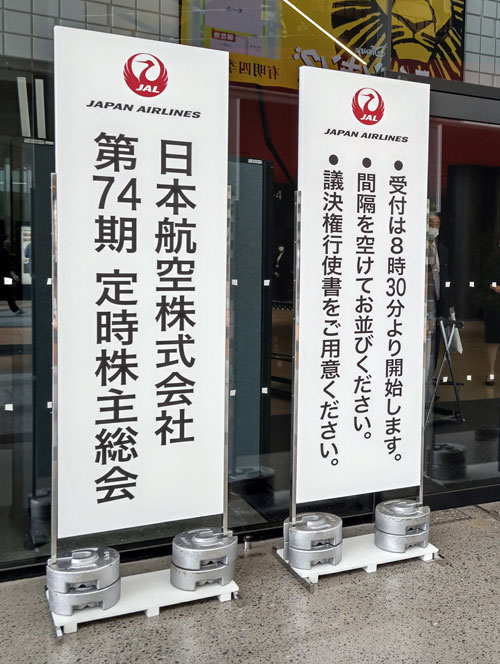 JAL
JAPAN AIRLINES
日本航空株式会社
第74期 定時株主総会
JAL
JAPAN AIRLINES
●受付は8時30分より開始します。
●間隔を空けてお並びください。
●議決権行使書をご用意ください。
有明四季